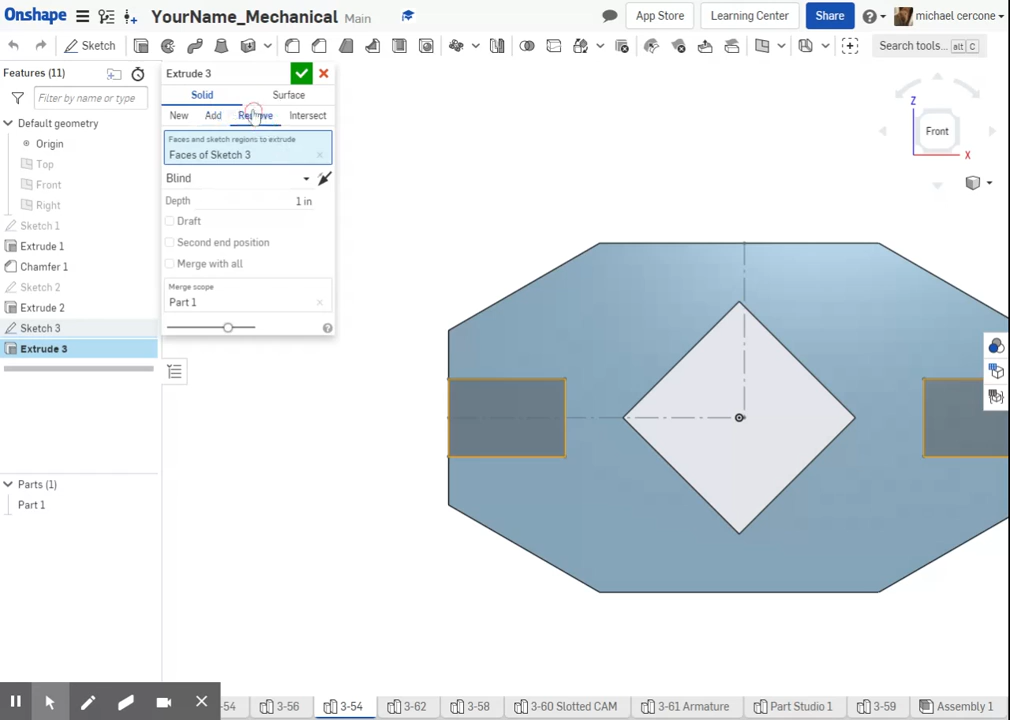 Onshape YourName_Mechanical Main App Store Learning Center Share michael cercone
Sketch Search tools... alt C
Features (11)
Filter by name or type
Default geometry
Origin
Top
Front
Right
Sketch 1
Extrude 1
Chamfer 1
Sketch 2
Extrude 2
Sketch 3
Extrude 3
Parts (1)
Part 1
Extrude 3
Solid Surface
New Add Remove Intersect
Faces and sketch regions to extrude
Faces of Sketch 3
Blind
Depth 1 in
Draft
Second end position
Merge with all
Merge scope
Part 1
Z
Front
X
-54 3-56 3-54 3-62 3-58 3-60 Slotted CAM 3-61 Armature Part Studio 1 3-59 Assembly 1